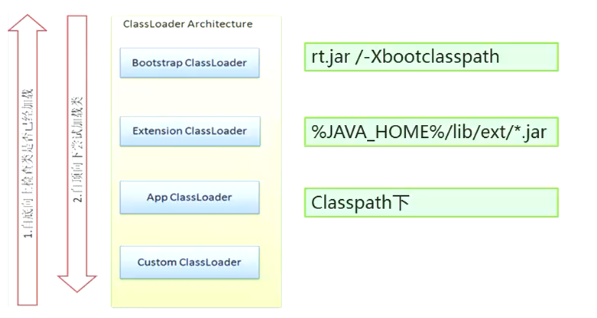 ClassLoader Architecture
Bootstrap ClassLoader
rt.jar /-Xbootclasspath
Extension ClassLoader
%JAVA_HOME%/lib/ext/*.jar
App ClassLoader
Classpath下
Custom ClassLoader
1.自底向上检查类是否已经加载
2.自顶向下尝试加载类